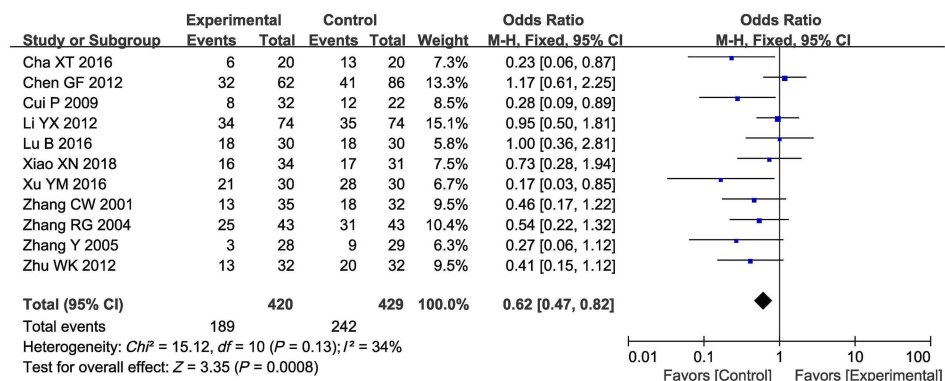 Experimental Control Odds Ratio Odds Ratio
Study or Subgroup Events Total Events Total Weight M-H, Fixed, 95% CI M-H, Fixed, 95% CI
Cha XT 2016 6 20 13 20 7.3% 0.23 [0.06, 0.87]
Chen GF 2012 32 62 41 86 13.3% 1.17 [0.61, 2.25]
Cui P 2009 8 32 12 22 8.5% 0.28 [0.09, 0.89]
Li YX 2012 34 74 35 74 15.1% 0.95 [0.50, 1.81]
Lu B 2016 18 30 18 30 5.8% 1.00 [0.36, 2.81]
Xiao XN 2018 16 34 17 31 7.5% 0.73 [0.28, 1.94]
Xu YM 2016 21 30 28 30 6.7% 0.17 [0.03, 0.85]
Zhang CW 2001 13 35 18 32 9.5% 0.46 [0.17, 1.22]
Zhang RG 2004 25 43 31 43 10.4% 0.54 [0.22, 1.32]
Zhang Y 2005 3 28 9 29 6.3% 0.27 [0.06, 1.12]
Zhu WK 2012 13 32 20 32 9.5% 0.41 [0.15, 1.12]
Total (95% CI) 420 429 100.0% 0.62 [0.47, 0.82]
Total events 189 242
Heterogeneity: Chi² = 15.12, df = 10 (P = 0.13); I² = 34%
Test for overall effect: Z = 3.35 (P = 0.0008)
0.01 0.1 1 10 100
Favors [Control] Favors [Experimental]